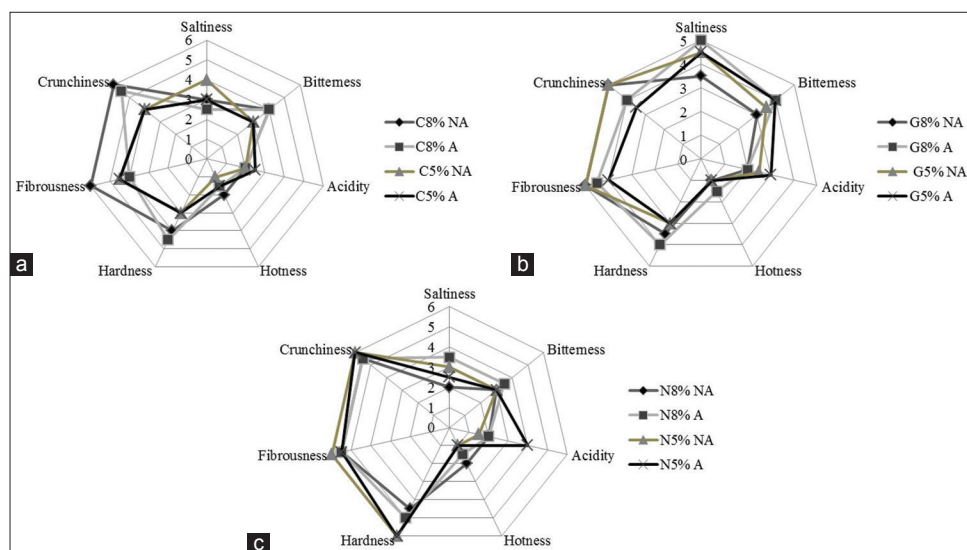 Saltiness
6
5
4
3
2
1
0
Bitterness
Acidity
Hotness
Hardness
Fibrousness
Crunchiness
C8% NA
C8% A
C5% NA
C5% A
a
Saltiness
5
4
3
2
1
0
Bitterness
Acidity
Hotness
Hardness
Fibrousness
Crunchiness
G8% NA
G8% A
G5% NA
G5% A
b
Saltiness
6
5
4
3
2
1
0
Bitterness
Acidity
Hotness
Hardness
Fibrousness
Crunchiness
N8% NA
N8% A
N5% NA
N5% A
c